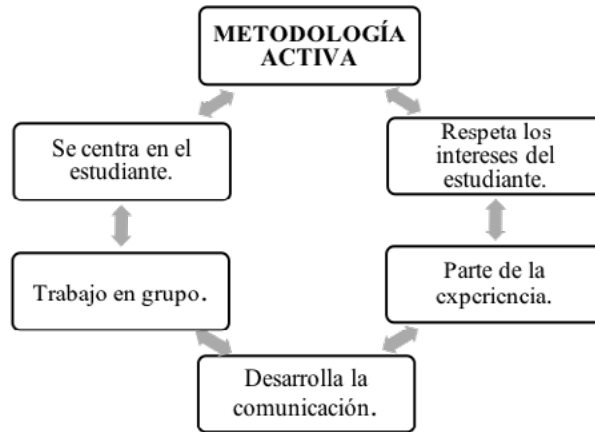 METODOLOGÍA
ACTIVA
Se centra en el
estudiante.
Respeta los
intereses del
estudiante.
Trabajo en grupo.
Parte de la
experiencia.
Desarrolla la
comunicación.